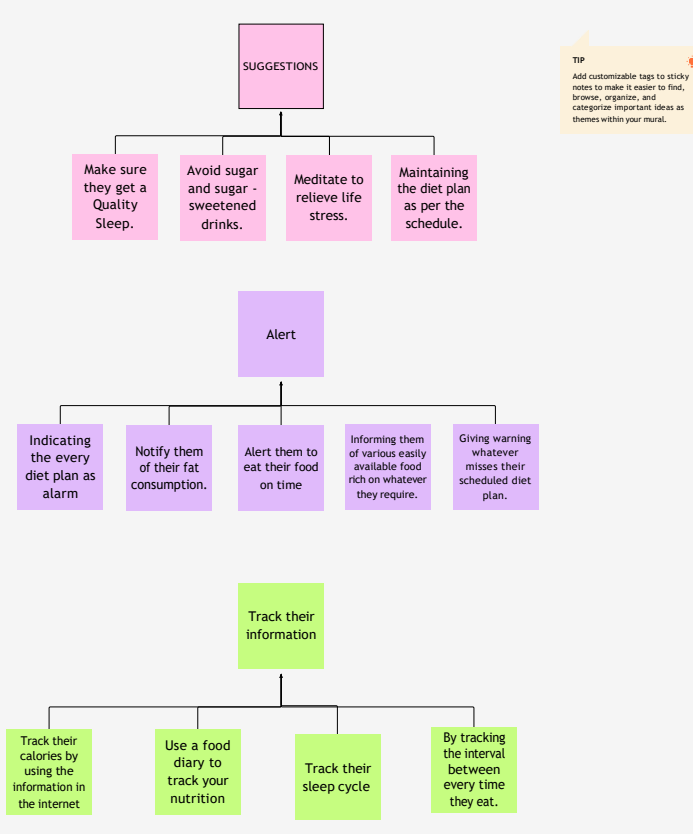 SUGGESTIONS
TIP
Add customizable tags to sticky
notes to make it easier to find,
browse, organize, and
categorize important ideas as
themes within your mural.
Make sure
they get a
Quality
Sleep.
Avoid sugar
and sugar -
sweetened
drinks.
Meditate to
relieve life
stress.
Maintaining
the diet plan
as per the
schedule.
Alert
Indicating
the every
diet plan as
alarm
Notify them
of their fat
consumption.
Alert them to
eat their food
on time
Informing them
of various easily
available food
rich on whatever
they require.
Giving warning
whatever
misses their
scheduled diet
plan.
Track their
information
Track their
calories by
using the
information in
the internet
Use a food
diary to
track your
nutrition
Track their
sleep cycle
By tracking
the interval
between
every time
they eat.